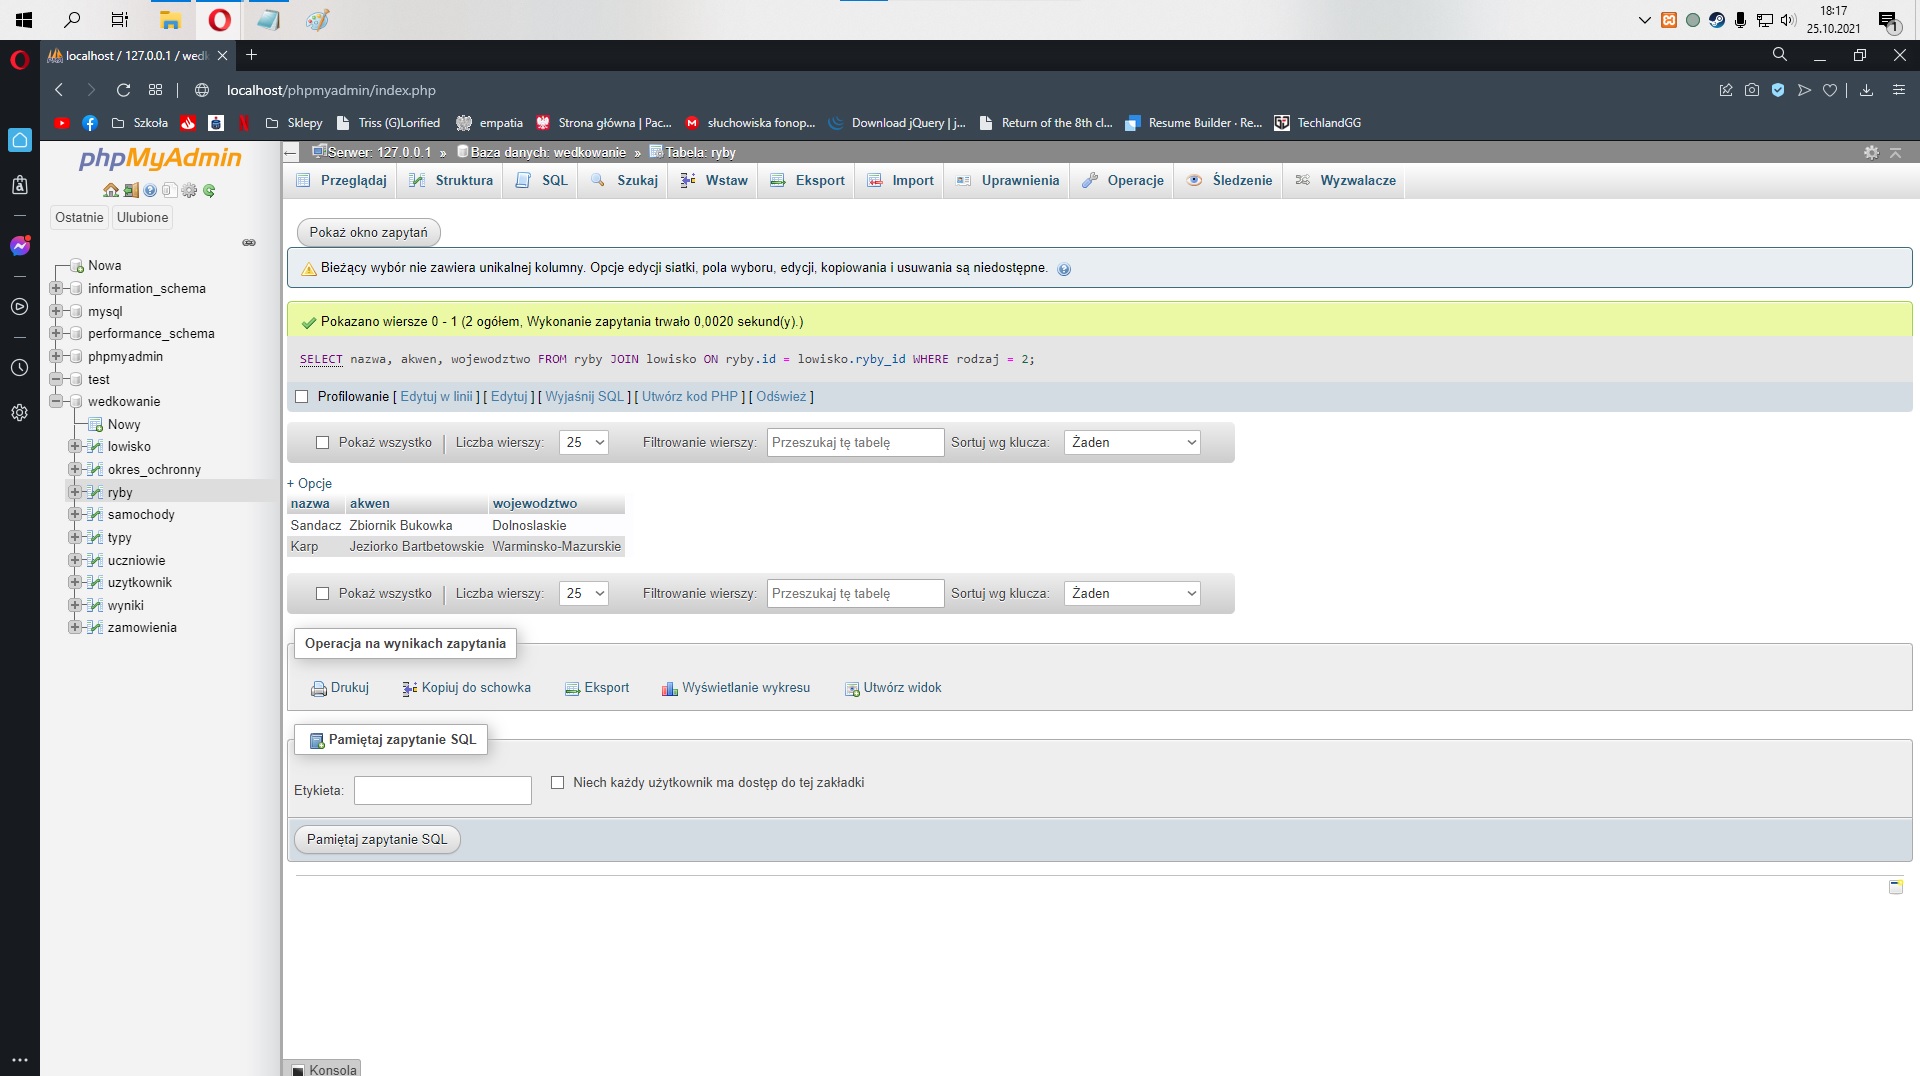 18:17
25.10.2021
1
localhost / 127.0.0.1 / wedk
localhost/phpmyadmin/index.php
Szkoła
Sklepy
Triss (G)Lorified
empatia
Strona główna | Pac...
słuchowiska fonop...
Download jQuery | j...
Return of the 8th cl...
Resume Builder · Re...
TechlandGG
phpMyAdmin
Ostatnie Ulubione
Nowa
information_schema
mysql
performance_schema
phpmyadmin
test
wedkowanie
Nowy
lowisko
okres_ochronny
ryby
samochody
typy
uczniowie
uzytkownik
wyniki
zamowienia
Serwer: 127.0.0.1 » Baza danych: wedkowanie » Tabela: ryby
Przeglądaj Struktura SQL Szukaj Wstaw Eksport Import Uprawnienia Operacje Śledzenie Wyzwalacze
Pokaż okno zapytań
Bieżący wybór nie zawiera unikalnej kolumny. Opcje edycji siatki, pola wyboru, edycji, kopiowania i usuwania są niedostępne.
Pokazano wiersze 0 - 1 (2 ogółem, Wykonanie zapytania trwało 0,0020 sekund(y).)
SELECT nazwa, akwen, wojewodztwo FROM ryby JOIN lowisko ON ryby.id = lowisko.ryby_id WHERE rodzaj = 2;
Profilowanie [ Edytuj w linii ] [ Edytuj ] [ Wyjaśnij SQL ] [ Utwórz kod PHP ] [ Odśwież ]
Pokaż wszystko | Liczba wierszy: 25 Filtrowanie wierszy: Przeszukaj tę tabelę Sortuj wg klucza: Żaden
+ Opcje
nazwa akwen wojewodztwo
Sandacz Zbiornik Bukowka Dolnoslaskie
Karp Jeziorko Bartbetowskie Warminsko-Mazurskie
Pokaż wszystko | Liczba wierszy: 25 Filtrowanie wierszy: Przeszukaj tę tabelę Sortuj wg klucza: Żaden
Operacja na wynikach zapytania
Drukuj Kopiuj do schowka Eksport Wyświetlanie wykresu Utwórz widok
Pamiętaj zapytanie SQL
Etykieta: Niech każdy użytkownik ma dostęp do tej zakładki
Pamiętaj zapytanie SQL
Konsola